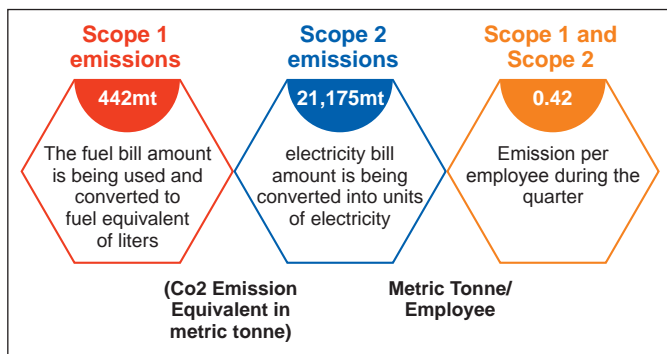 Scope 1
emissions
442mt
The fuel bill amount
is being used and
converted to
fuel equivalent
of liters
Scope 2
emissions
21,175mt
electricity bill
amount is being
converted into units
of electricity
Scope 1 and
Scope 2
0.42
Emission per
employee during the
quarter
(Co2 Emission
Equivalent in
metric tonne)
Metric Tonne/
Employee